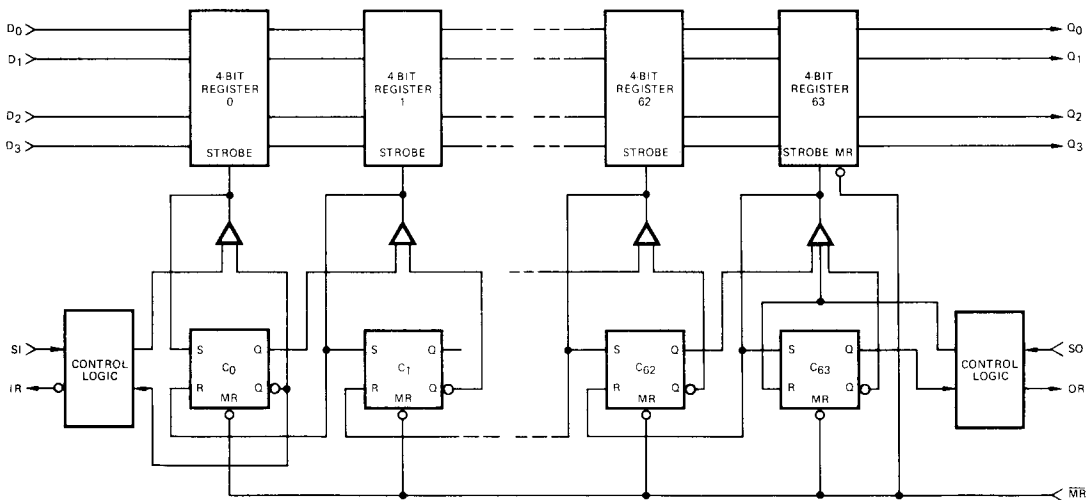 D0
D1
D2
D3
4-BIT
REGISTER
0
STROBE
4-BIT
REGISTER
1
STROBE
4-BIT
REGISTER
62
STROBE
4-BIT
REGISTER
63
STROBE MR
Q0
Q1
Q2
Q3
SI
IR
CONTROL
LOGIC
S Q
C0
R Q
MR
S Q
C1
R Q
MR
S Q
C62
R Q
MR
S Q
C63
R Q
MR
CONTROL
LOGIC
SO
OR
MR